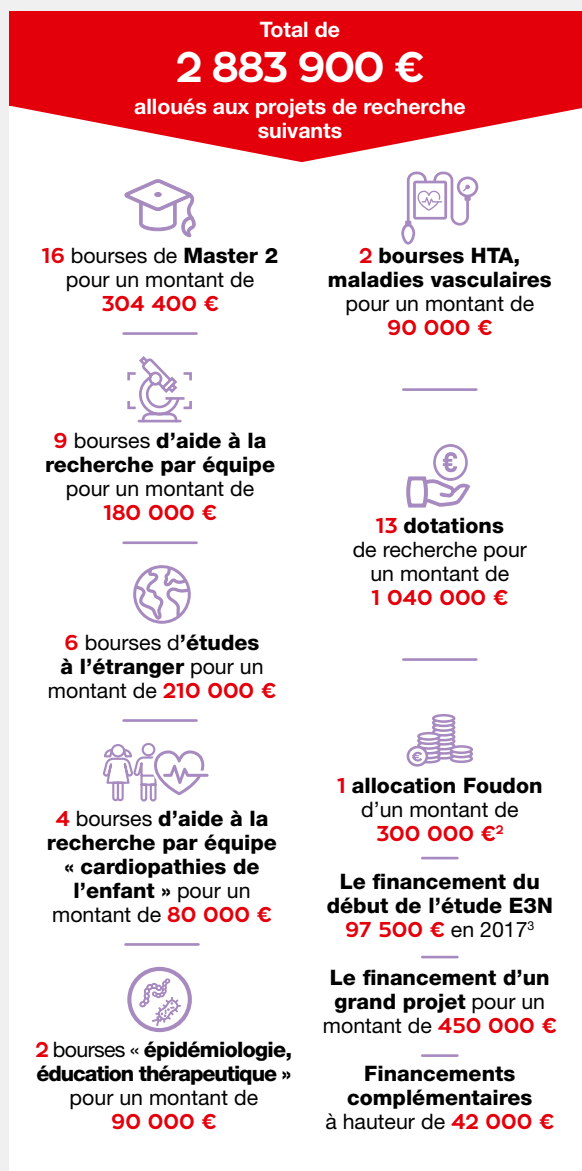 Total de
2 883 900 €
alloués aux projets de recherche
suivants
16 bourses de Master 2
pour un montant de
304 400 €
9 bourses d’aide à la
recherche par équipe
pour un montant de
180 000 €
6 bourses d’études
à l’étranger pour un
montant de 210 000 €
4 bourses d’aide à la
recherche par équipe
« cardiopathies de
l’enfant » pour un
montant de 80 000 €
2 bourses « épidémiologie,
éducation thérapeutique »
pour un montant de
90 000 €
2 bourses HTA,
maladies vasculaires
pour un montant de
90 000 €
€
13 dotations
de recherche pour
un montant de
1 040 000 €
€
1 allocation Foudon
d’un montant de
300 000 €²
Le financement du
début de l’étude E3N
97 500 € en 2017³
Le financement d’un
grand projet pour un
montant de 450 000 €
Financements
complémentaires
à hauteur de 42 000 €